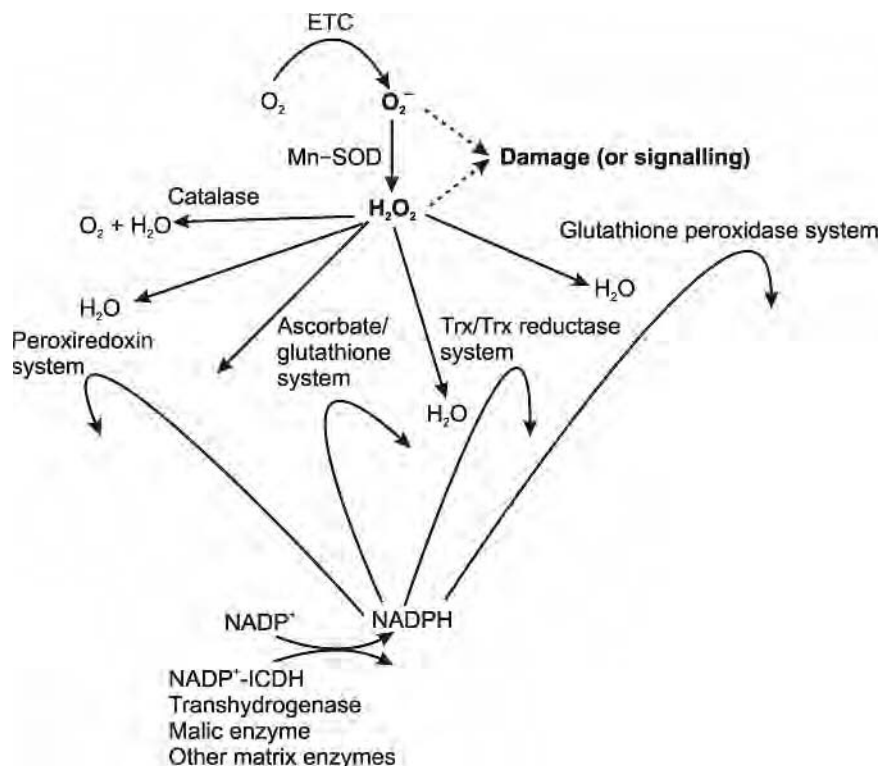 ETC
O₂
O₂⁻
Mn–SOD
Damage (or signalling)
Catalase
O₂ + H₂O
H₂O₂
Glutathione peroxidase system
H₂O
H₂O
Peroxiredoxin
system
Ascorbate/
glutathione
system
Trx/Trx reductase
system
H₂O
NADP⁺
NADPH
NADP⁺-ICDH
Transhydrogenase
Malic enzyme
Other matrix enzymes